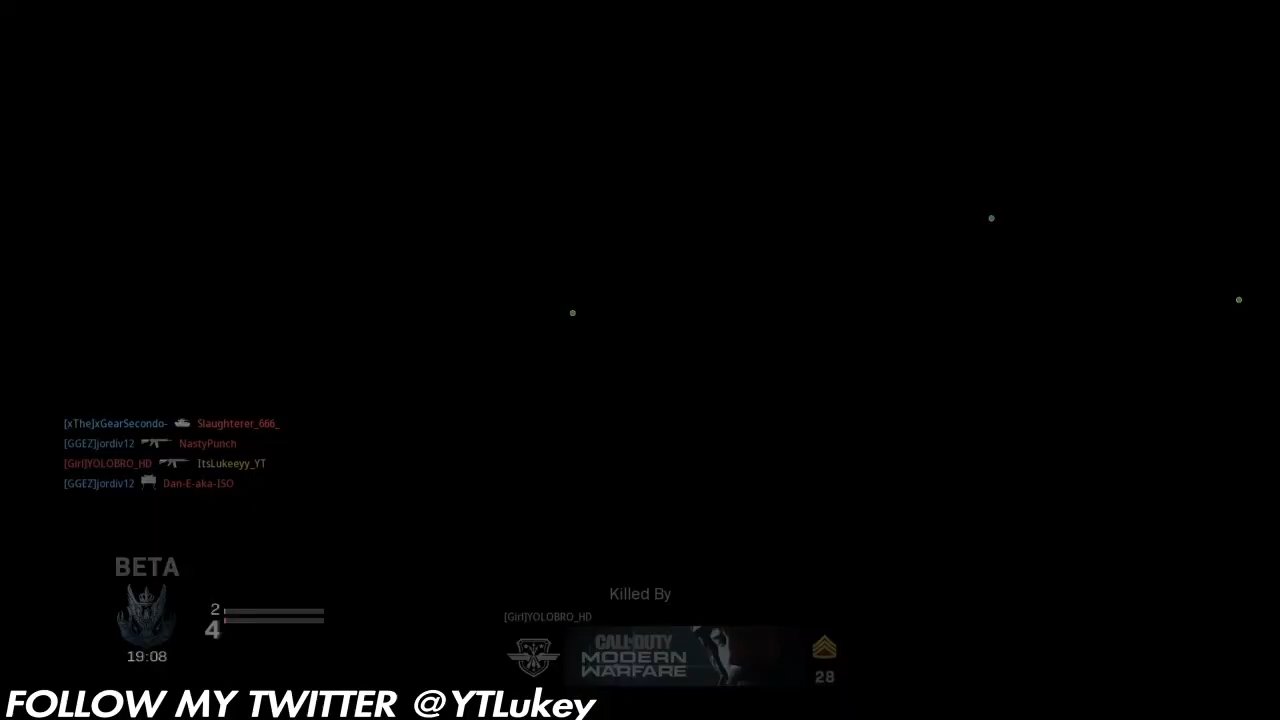 [xThe]xGearSecondo- Slaughterer_666_
[GGEZ]jordiv12 NastyPunch
[Girl]YOLOBRO_HD ItsLukeeyy_YT
[GGEZ]jordiv12 Dan-E-aka-ISO
BETA
2
4
19:08
Killed By
[Girl]YOLOBRO_HD
CALL OF DUTY
MODERN
WARFARE
28
FOLLOW MY TWITTER @YTLukey